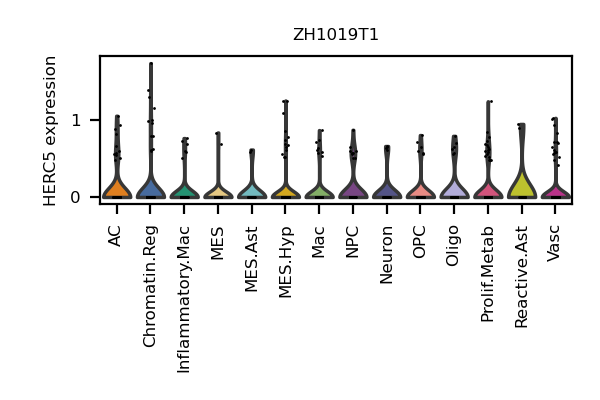 ZH1019T1
HERC5 expression
1
0
AC
Chromatin.Reg
Inflammatory.Mac
MES
MES.Ast
MES.Hyp
Mac
NPC
Neuron
OPC
Oligo
Prolif.Metab
Reactive.Ast
Vasc